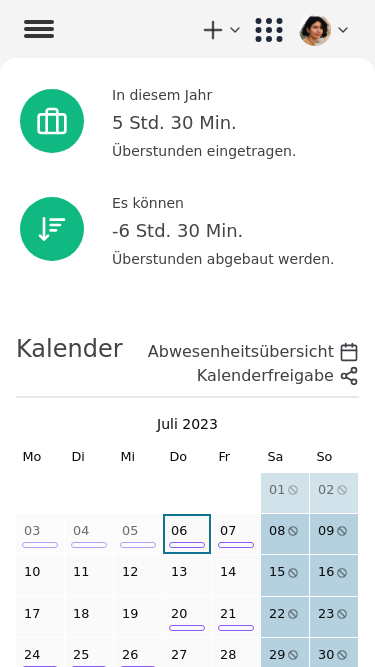 In diesem Jahr
5 Std. 30 Min.
Überstunden eingetragen.
Es können
-6 Std. 30 Min.
Überstunden abgebaut werden.
Kalender
Abwesenheitsübersicht
Kalenderfreigabe
Juli 2023
Mo Di Mi Do Fr Sa So
01 02
03 04 05 06 07 08 09
10 11 12 13 14 15 16
17 18 19 20 21 22 23
24 25 26 27 28 29 30